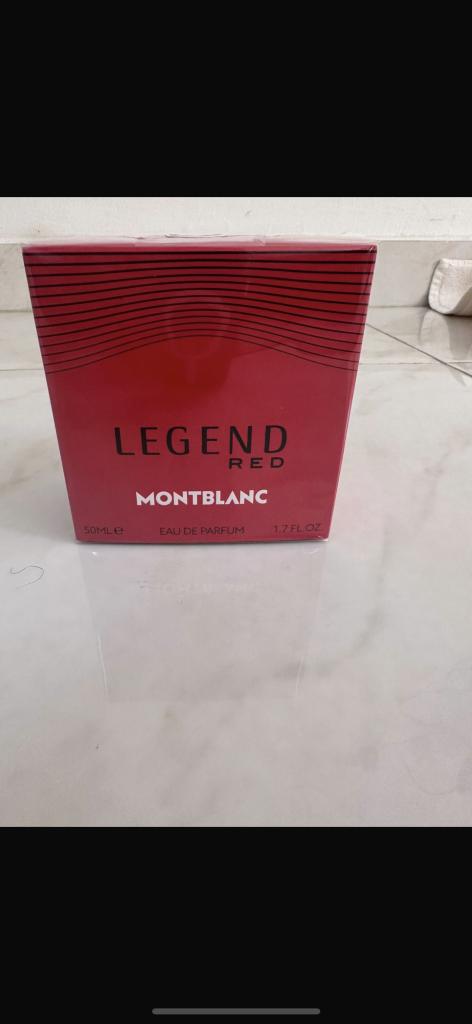 LEGEND
RED
MONTBLANC
50ML℮ EAU DE PARFUM 1.7 FL.OZ.